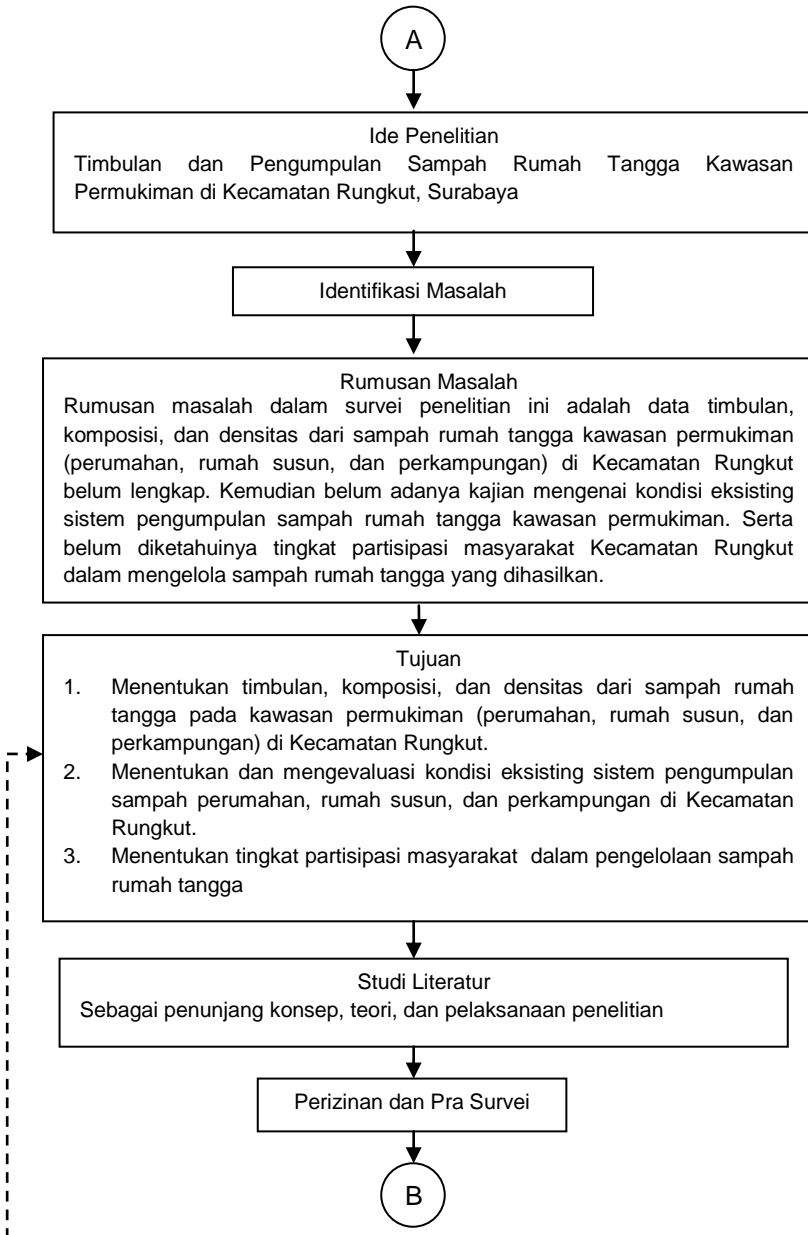 A
Ide Penelitian
Timbulan dan Pengumpulan Sampah Rumah Tangga Kawasan
Permukiman di Kecamatan Rungkut, Surabaya
Identifikasi Masalah
Rumusan Masalah
Rumusan masalah dalam survei penelitian ini adalah data timbulan,
komposisi, dan densitas dari sampah rumah tangga kawasan permukiman
(perumahan, rumah susun, dan perkampungan) di Kecamatan Rungkut
belum lengkap. Kemudian belum adanya kajian mengenai kondisi eksisting
sistem pengumpulan sampah rumah tangga kawasan permukiman. Serta
belum diketahuinya tingkat partisipasi masyarakat Kecamatan Rungkut
dalam mengelola sampah rumah tangga yang dihasilkan.
Tujuan
1. Menentukan timbulan, komposisi, dan densitas dari sampah rumah
tangga pada kawasan permukiman (perumahan, rumah susun, dan
perkampungan) di Kecamatan Rungkut.
2. Menentukan dan mengevaluasi kondisi eksisting sistem pengumpulan
sampah perumahan, rumah susun, dan perkampungan di Kecamatan
Rungkut.
3. Menentukan tingkat partisipasi masyarakat dalam pengelolaan sampah
rumah tangga
Studi Literatur
Sebagai penunjang konsep, teori, dan pelaksanaan penelitian
Perizinan dan Pra Survei
B